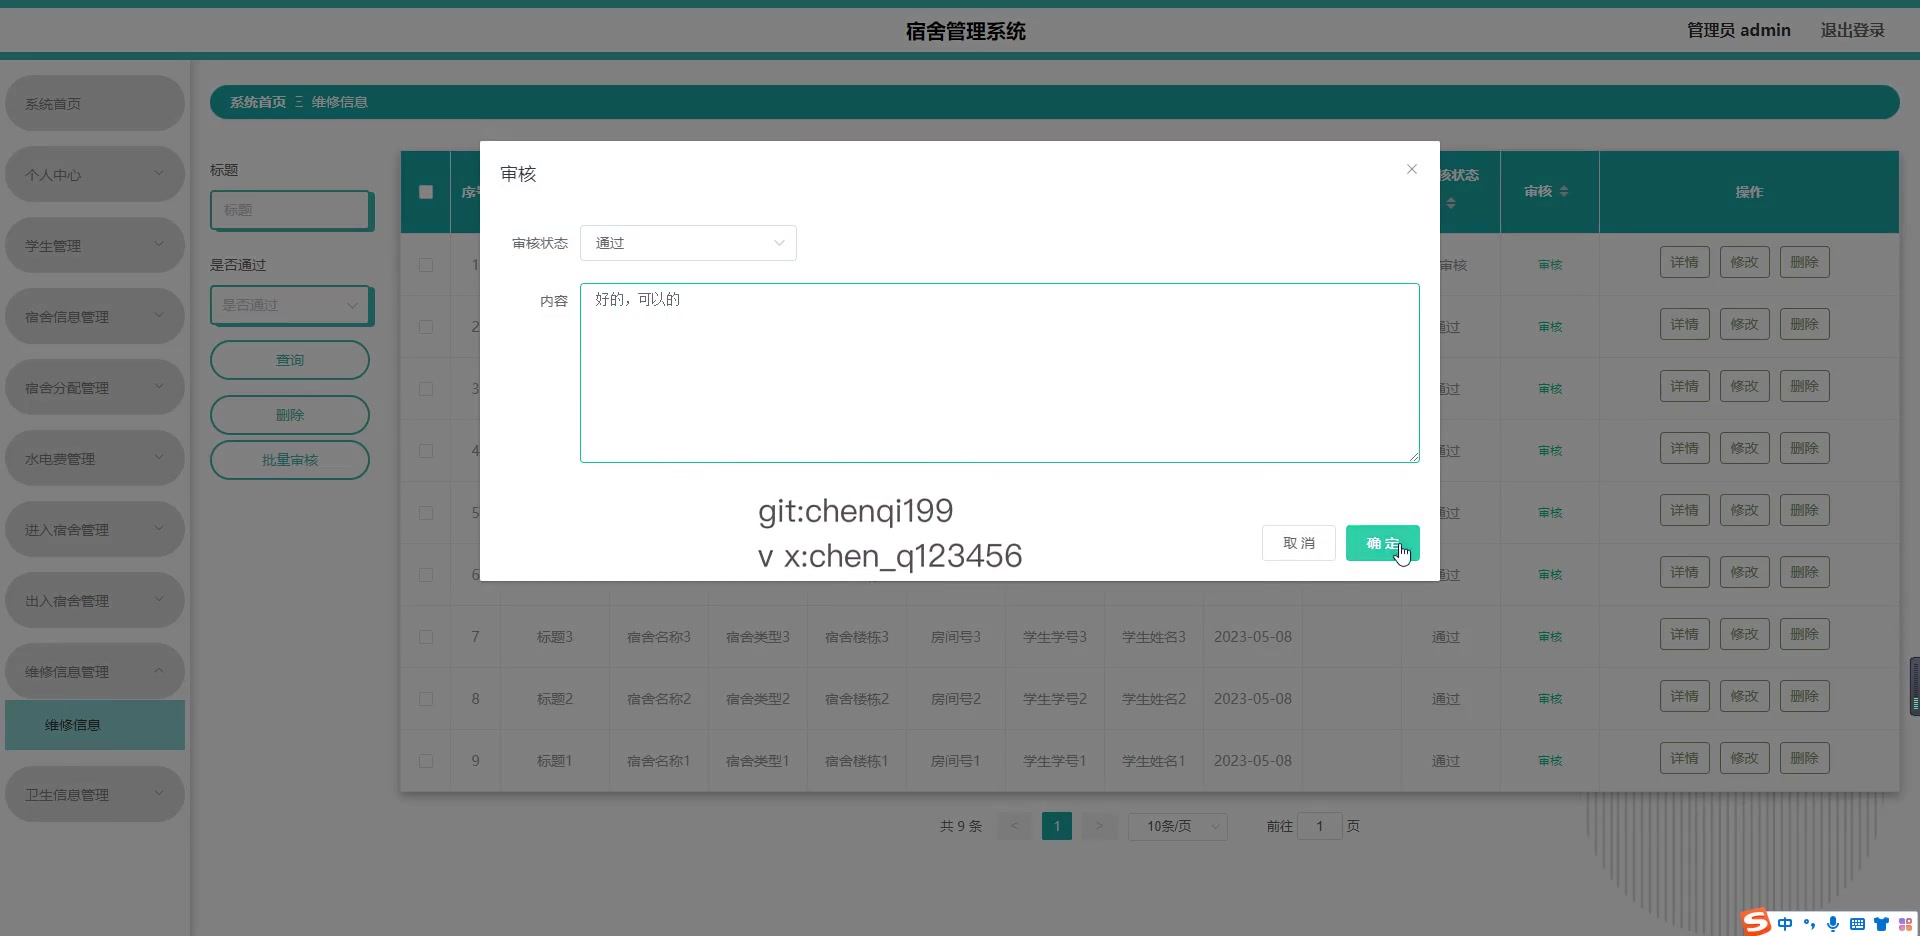 宿舍管理系统
管理员 admin
退出登录
系统首页
个人中心
学生管理
宿舍信息管理
宿舍分配管理
水电费管理
进入宿舍管理
出入宿舍管理
维修信息管理
维修信息
卫生信息管理
系统首页 Ξ 维修信息
标题
标题
是否通过
是否通过
查询
删除
批量审核
审核
审核状态 通过
内容 好的，可以的
git:chenqi199
v x:chen_q123456
取 消 确 定
核状态 审核 操作
1 审核 审核 详情 修改 删除
2 审核 详情 修改 删除
3 审核 详情 修改 删除
4 审核 详情 修改 删除
5 审核 详情 修改 删除
6 审核 详情 修改 删除
7 标题3 宿舍名称3 宿舍类型3 宿舍楼栋3 房间号3 学生学号3 学生姓名3 2023-05-08 通过 审核 详情 修改 删除
8 标题2 宿舍名称2 宿舍类型2 宿舍楼栋2 房间号2 学生学号2 学生姓名2 2023-05-08 通过 审核 详情 修改 删除
9 标题1 宿舍名称1 宿舍类型1 宿舍楼栋1 房间号1 学生学号1 学生姓名1 2023-05-08 通过 审核 详情 修改 删除
共 9 条 < 1 > 10条/页 前往 1 页
中